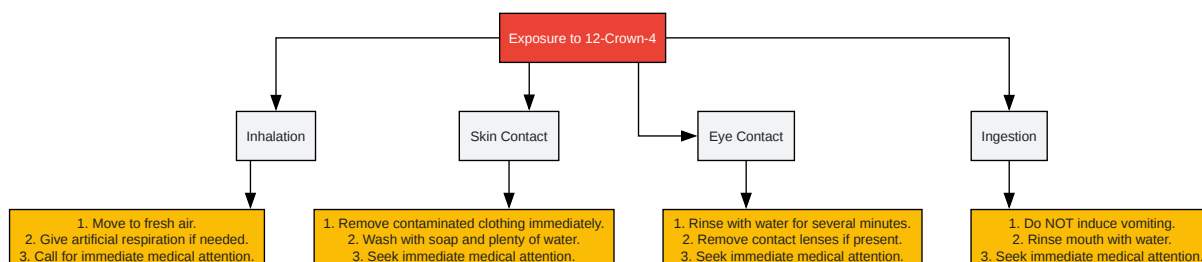 Exposure to 12-Crown-4
Inhalation
Skin Contact
Eye Contact
Ingestion
1. Move to fresh air.
2. Give artificial respiration if needed.
3. Call for immediate medical attention.
1. Remove contaminated clothing immediately.
2. Wash with soap and plenty of water.
3. Seek immediate medical attention.
1. Rinse with water for several minutes.
2. Remove contact lenses if present.
3. Seek immediate medical attention.
1. Do NOT induce vomiting.
2. Rinse mouth with water.
3. Seek immediate medical attention.